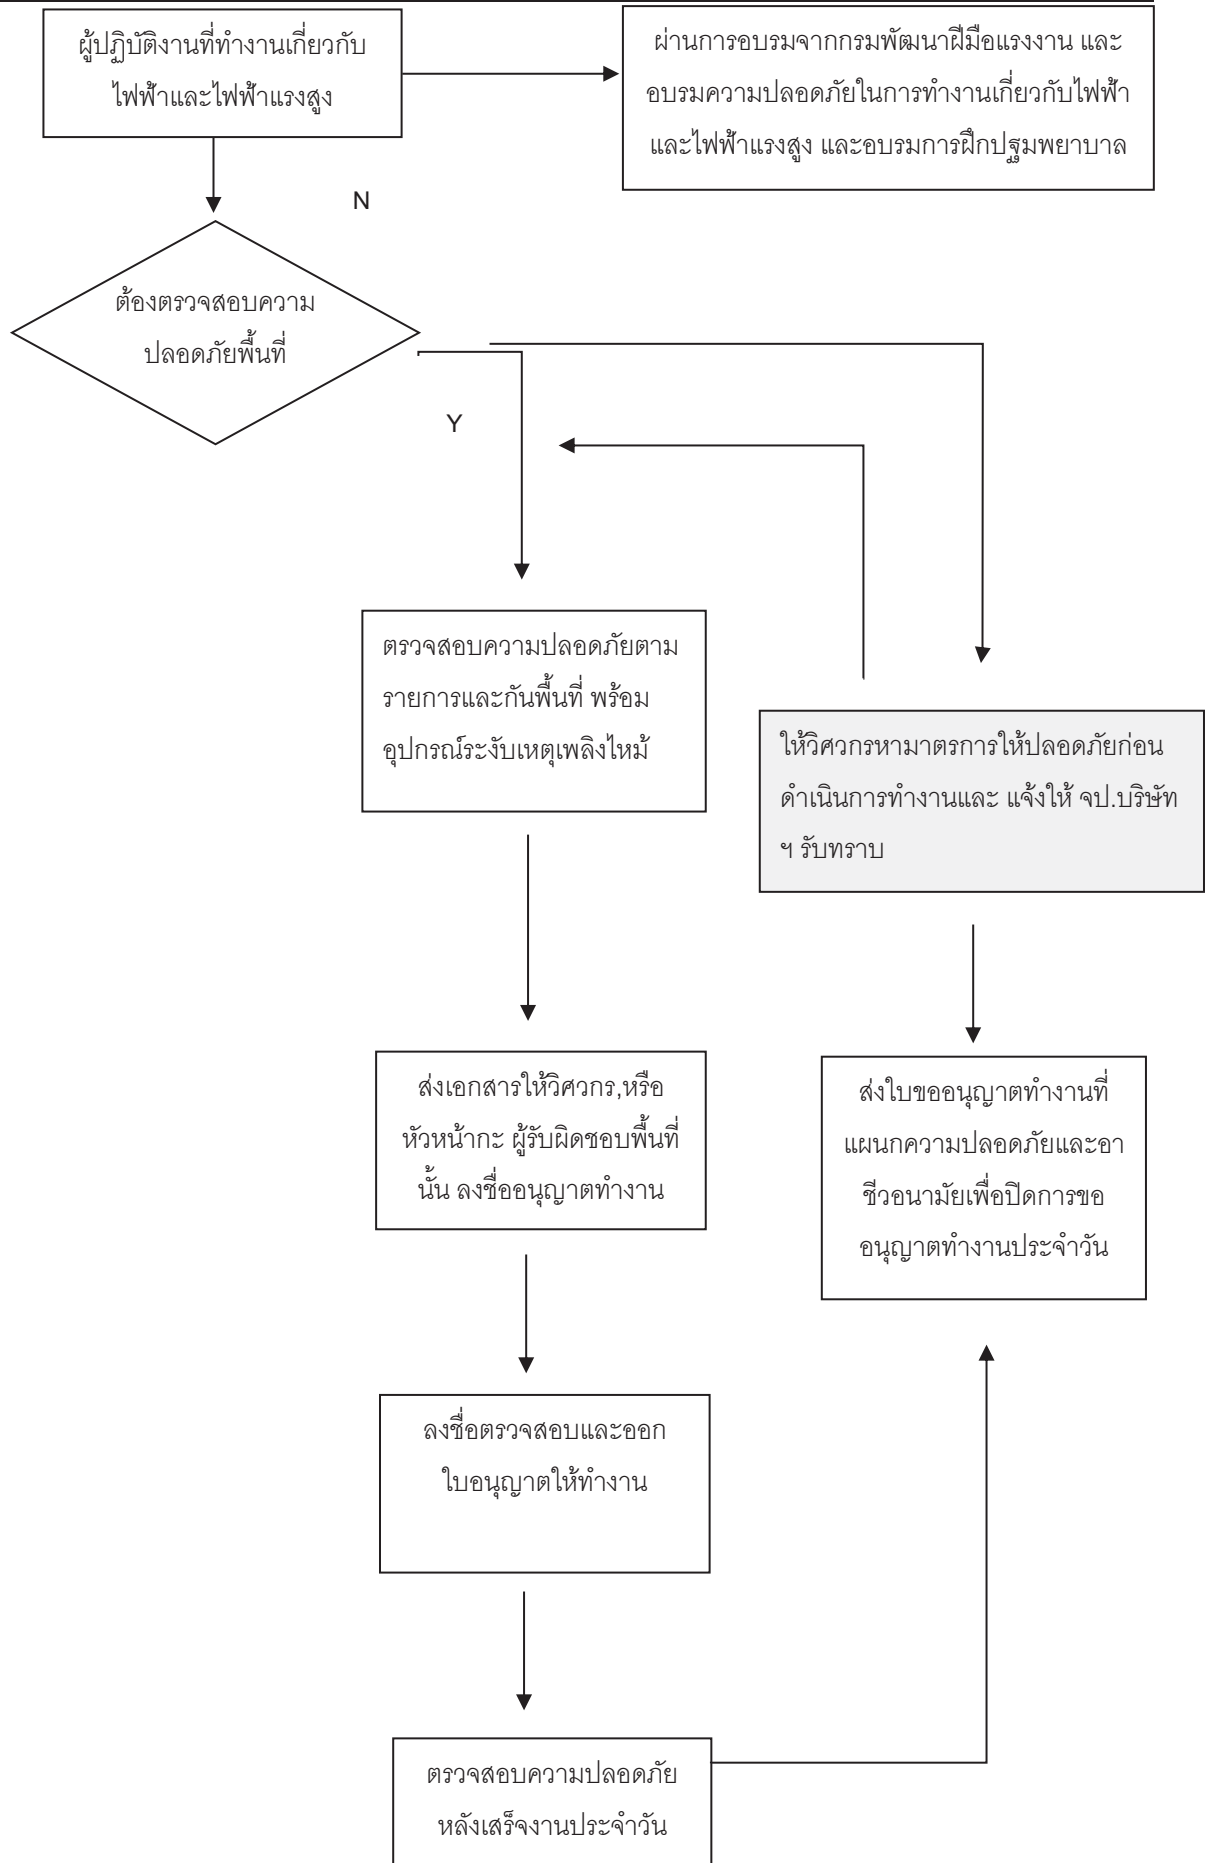 ผู้ปฏิบัติงานที่ทำงานเกี่ยวกับ
ไฟฟ้าและไฟฟ้าแรงสูง
ผ่านการอบรมจากกรมพัฒนาฝีมือแรงงาน และ
อบรมความปลอดภัยในการทำงานเกี่ยวกับไฟฟ้า
และไฟฟ้าแรงสูง และอบรมการฝึกปฐมพยาบาล
N
ต้องตรวจสอบความ
ปลอดภัยพื้นที่
Y
ตรวจสอบความปลอดภัยตาม
รายการและกันพื้นที่ พร้อม
อุปกรณ์ระงับเหตุเพลิงไหม้
ให้วิศวกรหามาตรการให้ปลอดภัยก่อน
ดำเนินการทำงานและ แจ้งให้ จป.บริษัท
ฯ รับทราบ
ส่งเอกสารให้วิศวกร,หรือ
หัวหน้ากะ ผู้รับผิดชอบพื้นที่
นั้น ลงชื่ออนุญาตทำงาน
ส่งใบขออนุญาตทำงานที่
แผนกความปลอดภัยและอา
ชีวอนามัยเพื่อปิดการขอ
อนุญาตทำงานประจำวัน
ลงชื่อตรวจสอบและออก
ใบอนุญาตให้ทำงาน
ตรวจสอบความปลอดภัย
หลังเสร็จงานประจำวัน